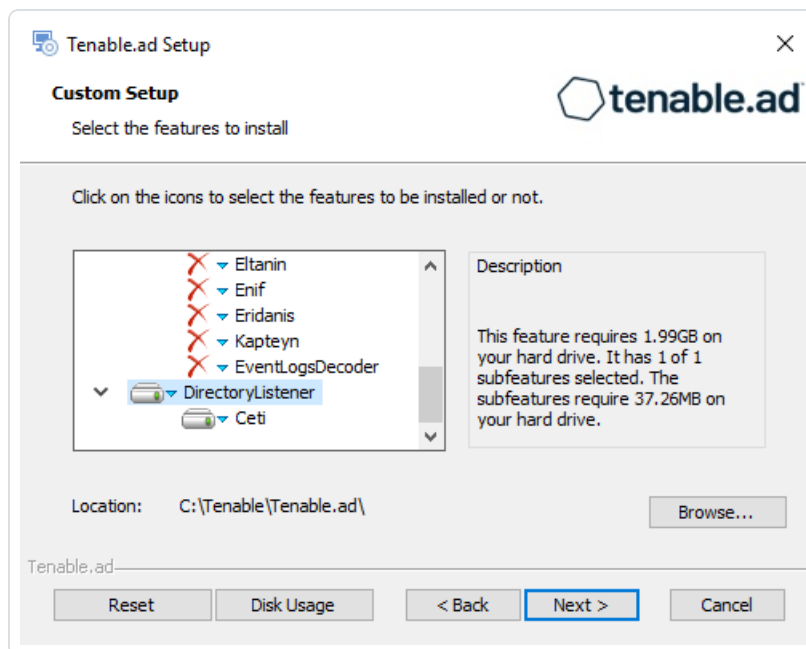 Tenable.ad Setup
Custom Setup
Select the features to install
tenable.ad
Click on the icons to select the features to be installed or not.
Eltanin
Enif
Eridanis
Kapteyn
EventLogsDecoder
DirectoryListener
Ceti
Description
This feature requires 1.99GB on
your hard drive. It has 1 of 1
subfeatures selected. The
subfeatures require 37.26MB on
your hard drive.
Location: C:\Tenable\Tenable.ad\
Browse...
Tenable.ad
Reset Disk Usage < Back Next > Cancel